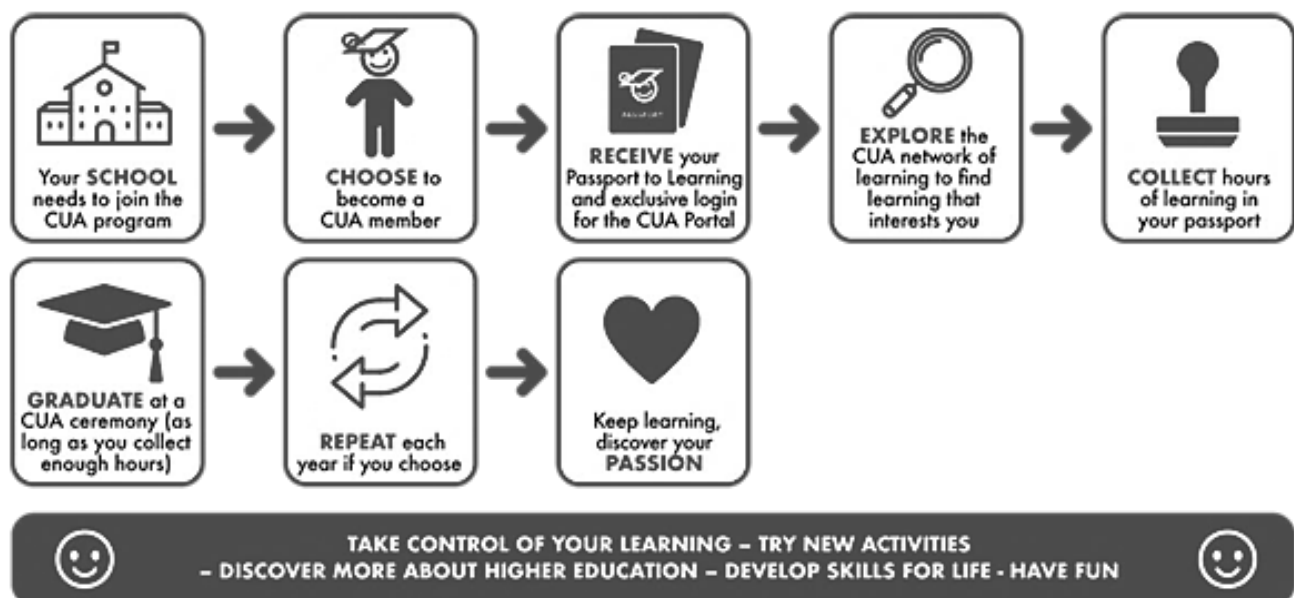 Your SCHOOL
needs to join the
CUA program
CHOOSE to
become a
CUA member
PASSPORT
RECEIVE your
Passport to Learning
and exclusive login
for the CUA Portal
EXPLORE the
CUA network of
learning to find
learning that
interests you
COLLECT hours
of learning in
your passport
GRADUATE at a
CUA ceremony (as
long as you collect
enough hours)
REPEAT each
year if you choose
Keep learning,
discover your
PASSION
TAKE CONTROL OF YOUR LEARNING – TRY NEW ACTIVITIES
– DISCOVER MORE ABOUT HIGHER EDUCATION – DEVELOP SKILLS FOR LIFE - HAVE FUN